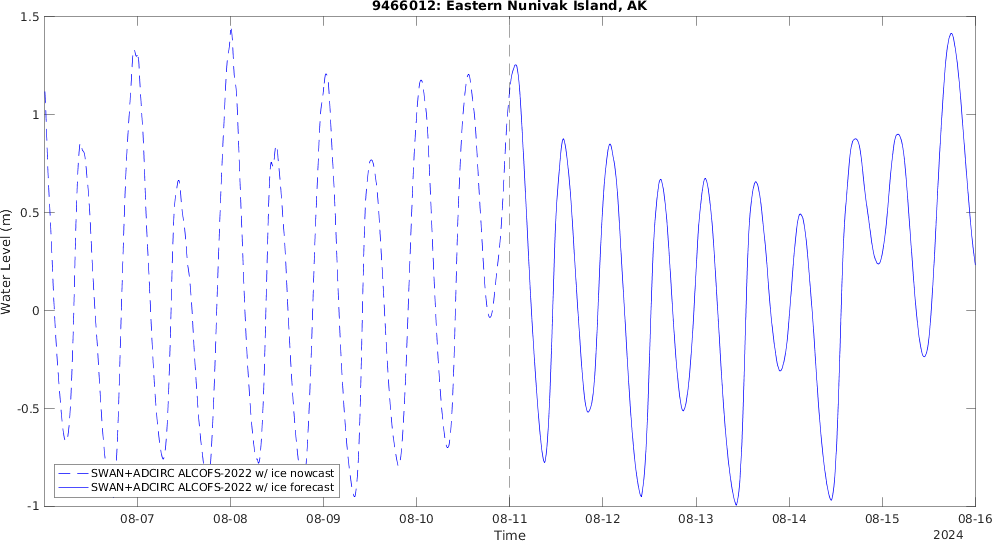 9466012: Eastern Nunivak Island, AK
1.5
1
0.5
0
-0.5
-1
Water Level (m)
SWAN+ADCIRC ALCOFS-2022 w/ ice nowcast
SWAN+ADCIRC ALCOFS-2022 w/ ice forecast
08-07 08-08 08-09 08-10 08-11 08-12 08-13 08-14 08-15 08-16
Time
2024